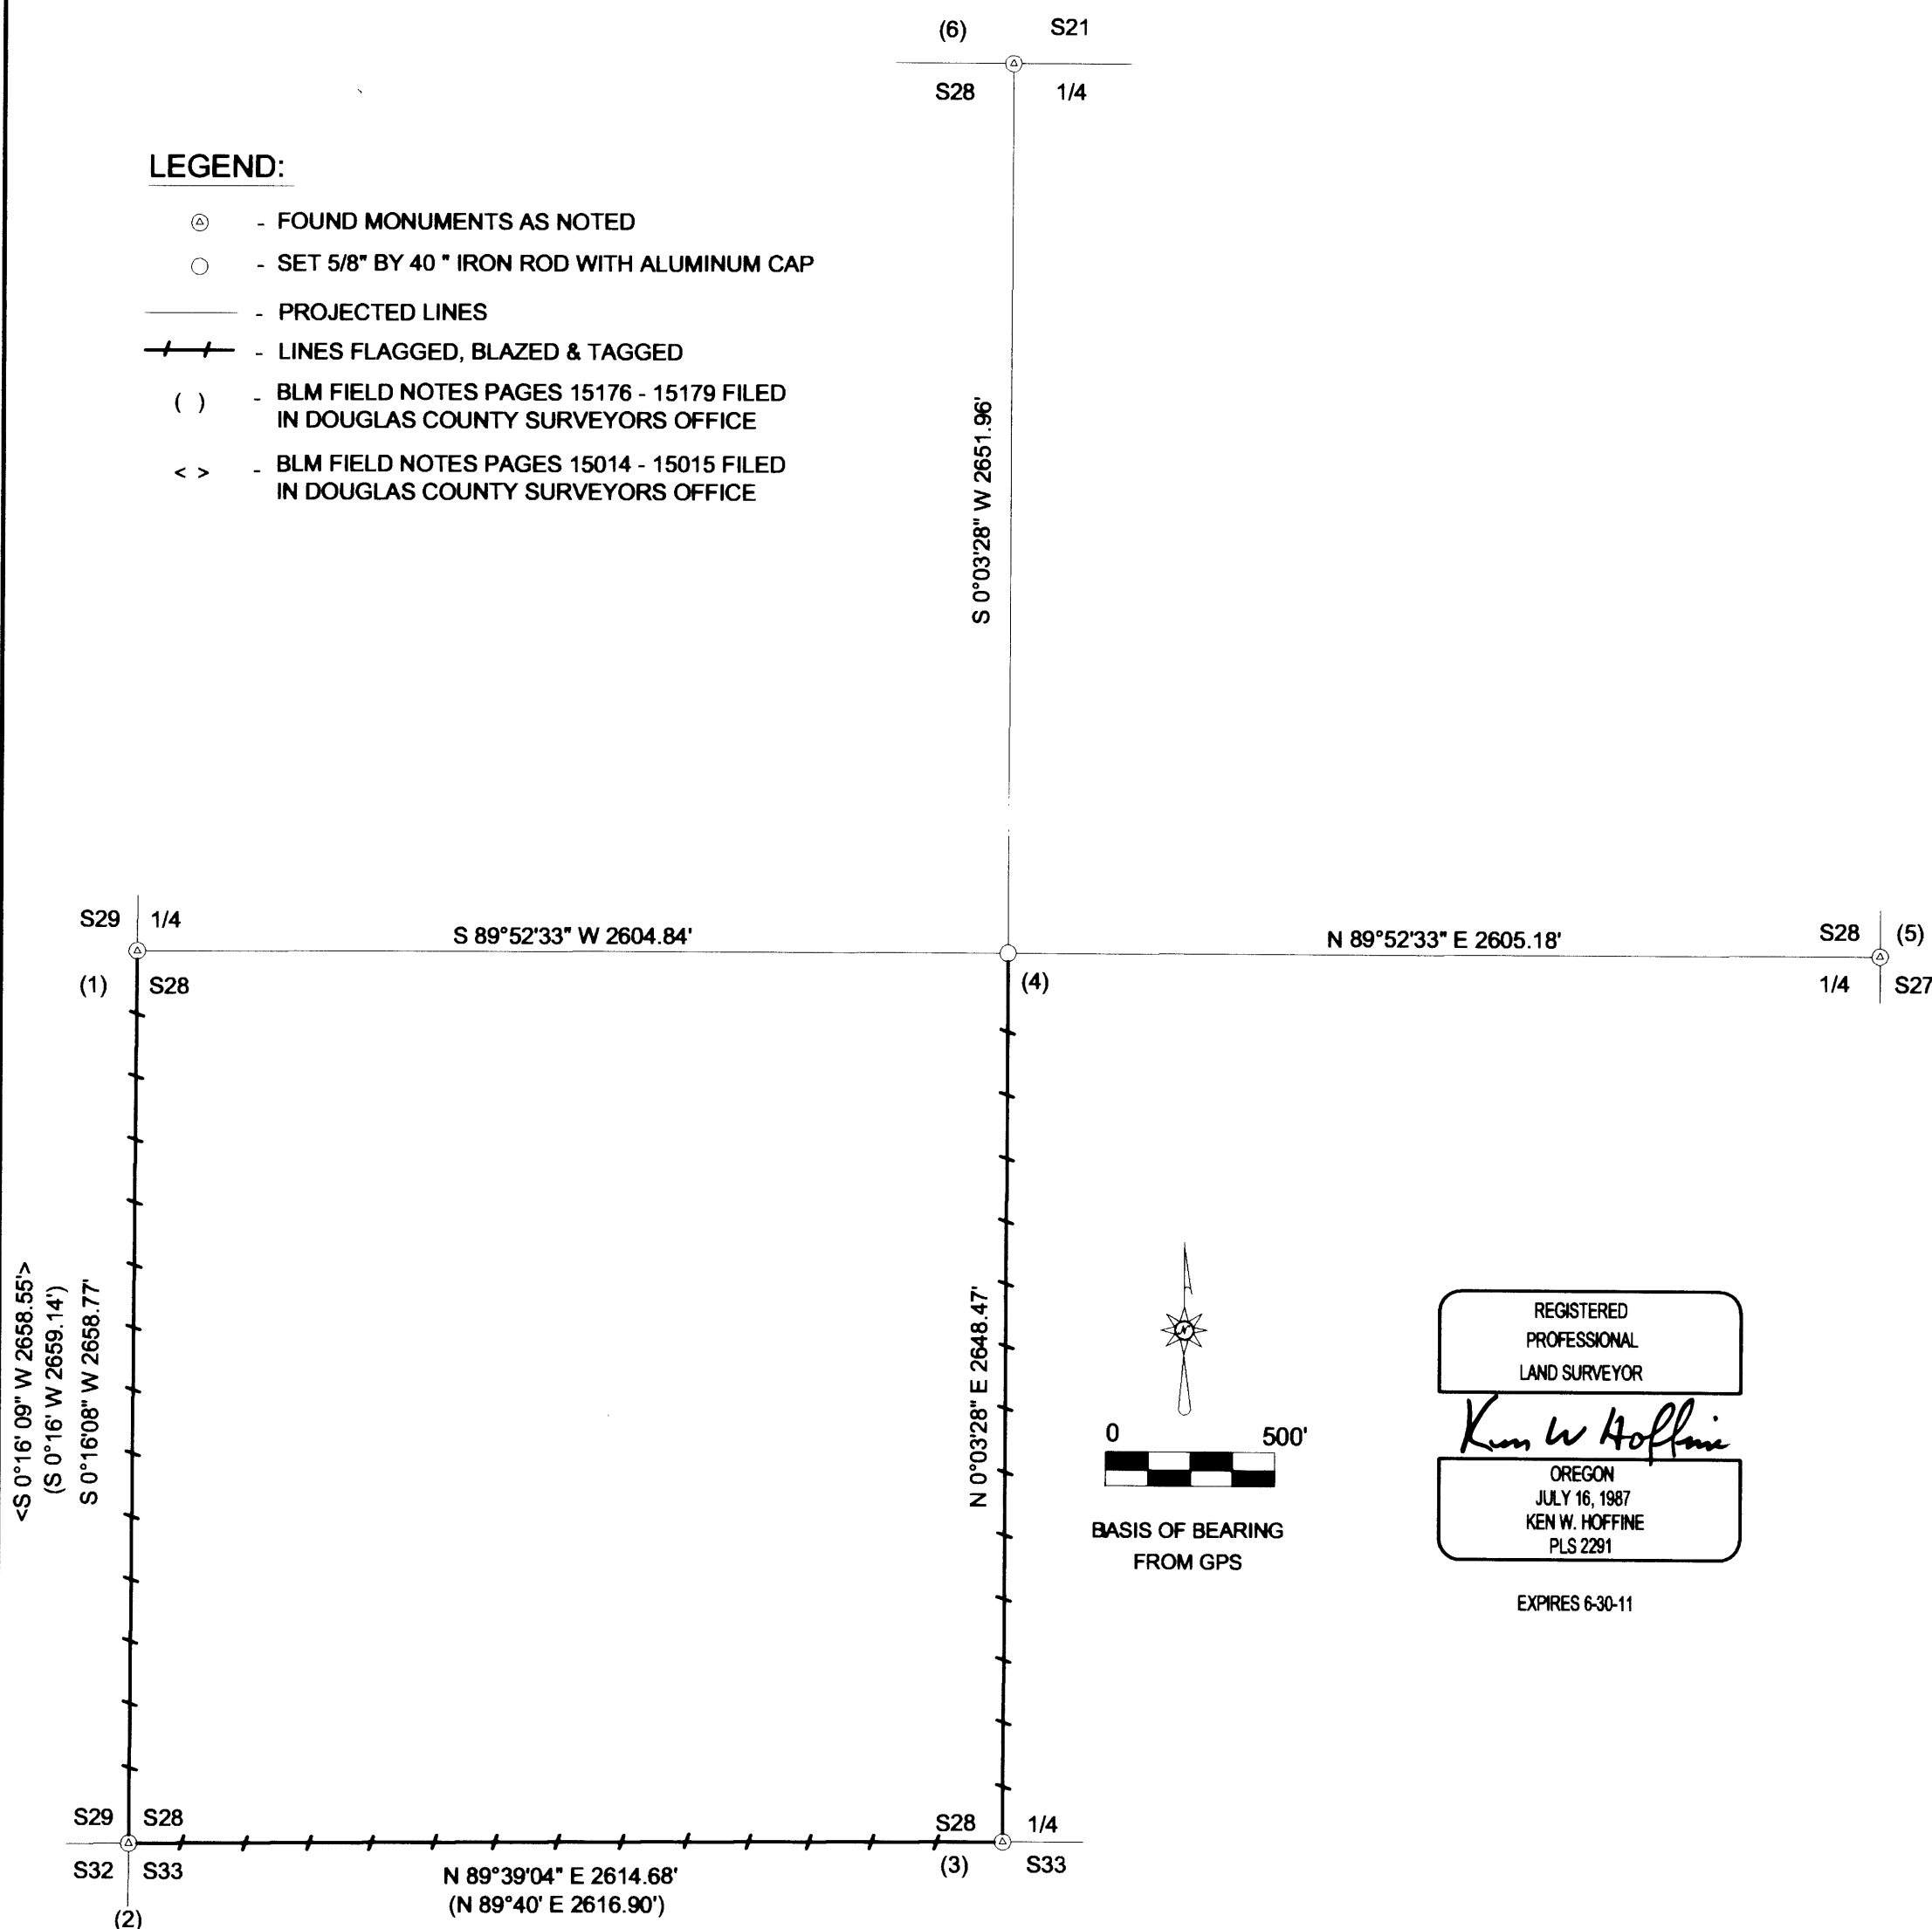 (6) S21
S28 1/4
LEGEND:
- FOUND MONUMENTS AS NOTED
- SET 5/8" BY 40 " IRON ROD WITH ALUMINUM CAP
- PROJECTED LINES
- LINES FLAGGED, BLAZED & TAGGED
( ) - BLM FIELD NOTES PAGES 15176 - 15179 FILED
IN DOUGLAS COUNTY SURVEYORS OFFICE
< > - BLM FIELD NOTES PAGES 15014 - 15015 FILED
IN DOUGLAS COUNTY SURVEYORS OFFICE
S 0°03'28" W 2651.96'
S29 1/4
S 89°52'33" W 2604.84'
N 89°52'33" E 2605.18'
S28 (5)
(1) S28
(4)
1/4 S27
<S 0°16' 09" W 2658.55'>
(S 0°16' W 2659.14')
S 0°16'08" W 2658.77'
N 0°03'28" E 2648.47'
N
0 500'
BASIS OF BEARING
FROM GPS
REGISTERED
PROFESSIONAL
LAND SURVEYOR
Ken W Hoffine
OREGON
JULY 16, 1987
KEN W. HOFFINE
PLS 2291
EXPIRES 6-30-11
S29 S28
S28 1/4
S32 S33
(3) S33
N 89°39'04" E 2614.68'
(N 89°40' E 2616.90')
(2)